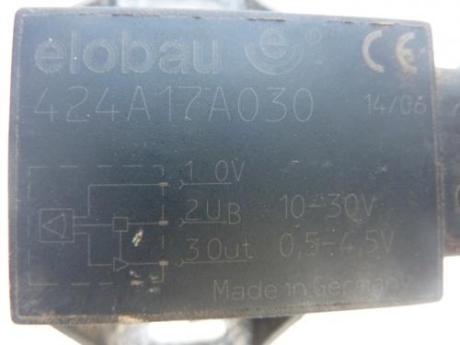 elobau e ® CE
424A17A030 14/06
1 0V
2 UB 10-30V
3 Out 0,5-4,5V
Made in Germany